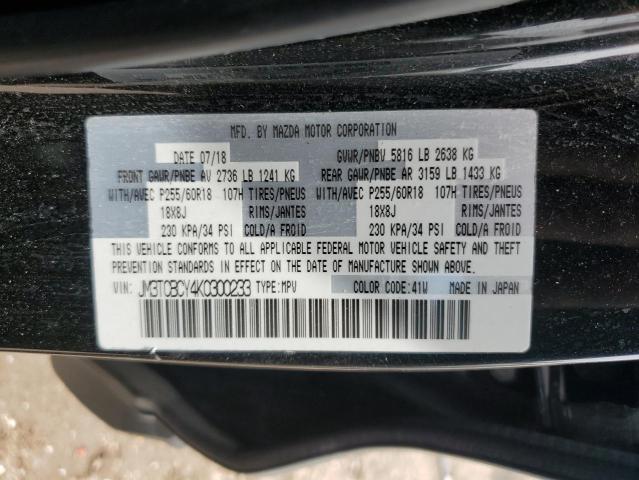 MFD. BY MAZDA MOTOR CORPORATION
DATE 07/18 GVWR/PNBV 5816 LB 2638 KG
FRONT GAWR/PNBE AV 2736 LB 1241 KG REAR GAWR/PNBE AR 3159 LB 1433 KG
WITH/AVEC P255/60R18 107H TIRES/PNEUS WITH/AVEC P255/60R18 107H TIRES/PNEUS
18X8J RIMS/JANTES 18X8J RIMS/JANTES
230 KPA/34 PSI COLD/A FROID 230 KPA/34 PSI COLD/A FROID
THIS VEHICLE CONFORMS TO ALL APPLICABLE FEDERAL MOTOR VEHICLE SAFETY AND THEFT
PREVENTION STANDARDS IN EFFECT ON THE DATE OF MANUFACTURE SHOWN ABOVE.
VIN: JM3TCBCY4K0300233 TYPE:MPV COLOR CODE:41W MADE IN JAPAN